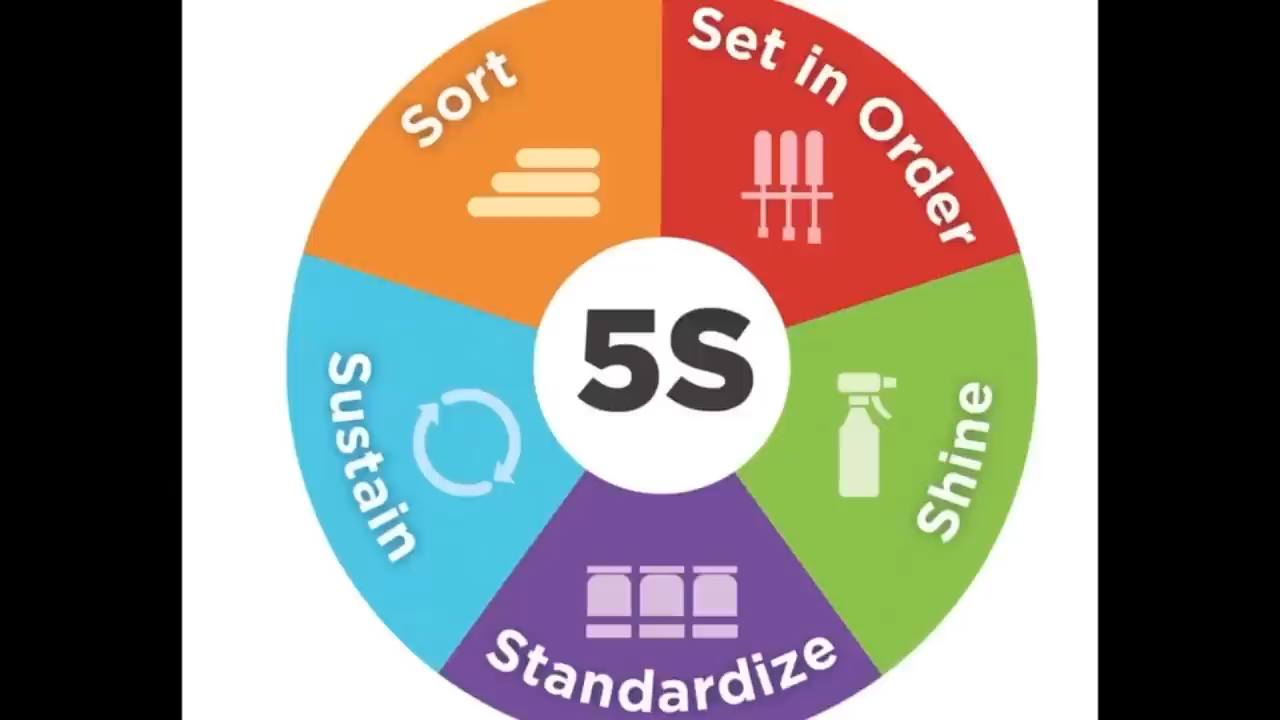 Sort
Set in Order
5S
Sustain
Shine
Standardize